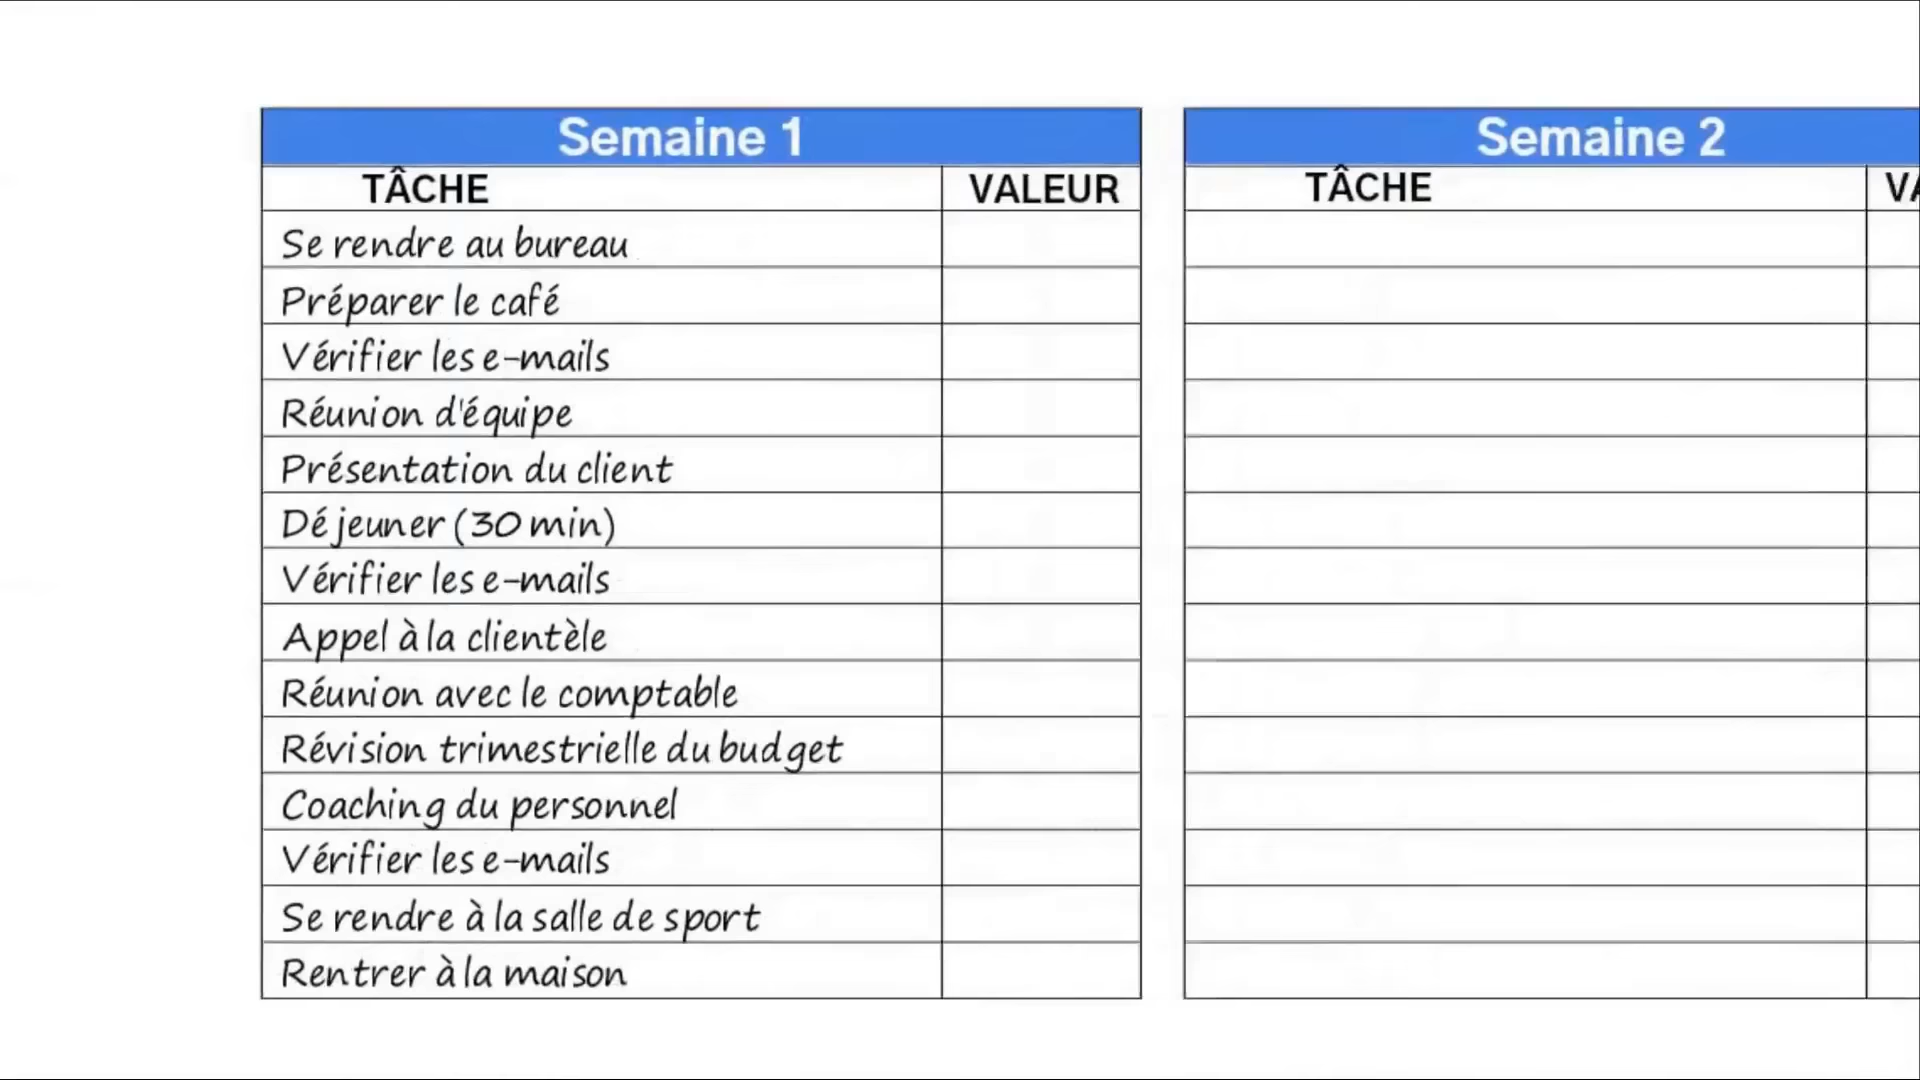 Semaine 1
TÂCHE VALEUR
Se rendre au bureau
Préparer le café
Vérifier les e-mails
Réunion d'équipe
Présentation du client
Déjeuner (30 min)
Vérifier les e-mails
Appel à la clientèle
Réunion avec le comptable
Révision trimestrielle du budget
Coaching du personnel
Vérifier les e-mails
Se rendre à la salle de sport
Rentrer à la maison
Semaine 2
TÂCHE